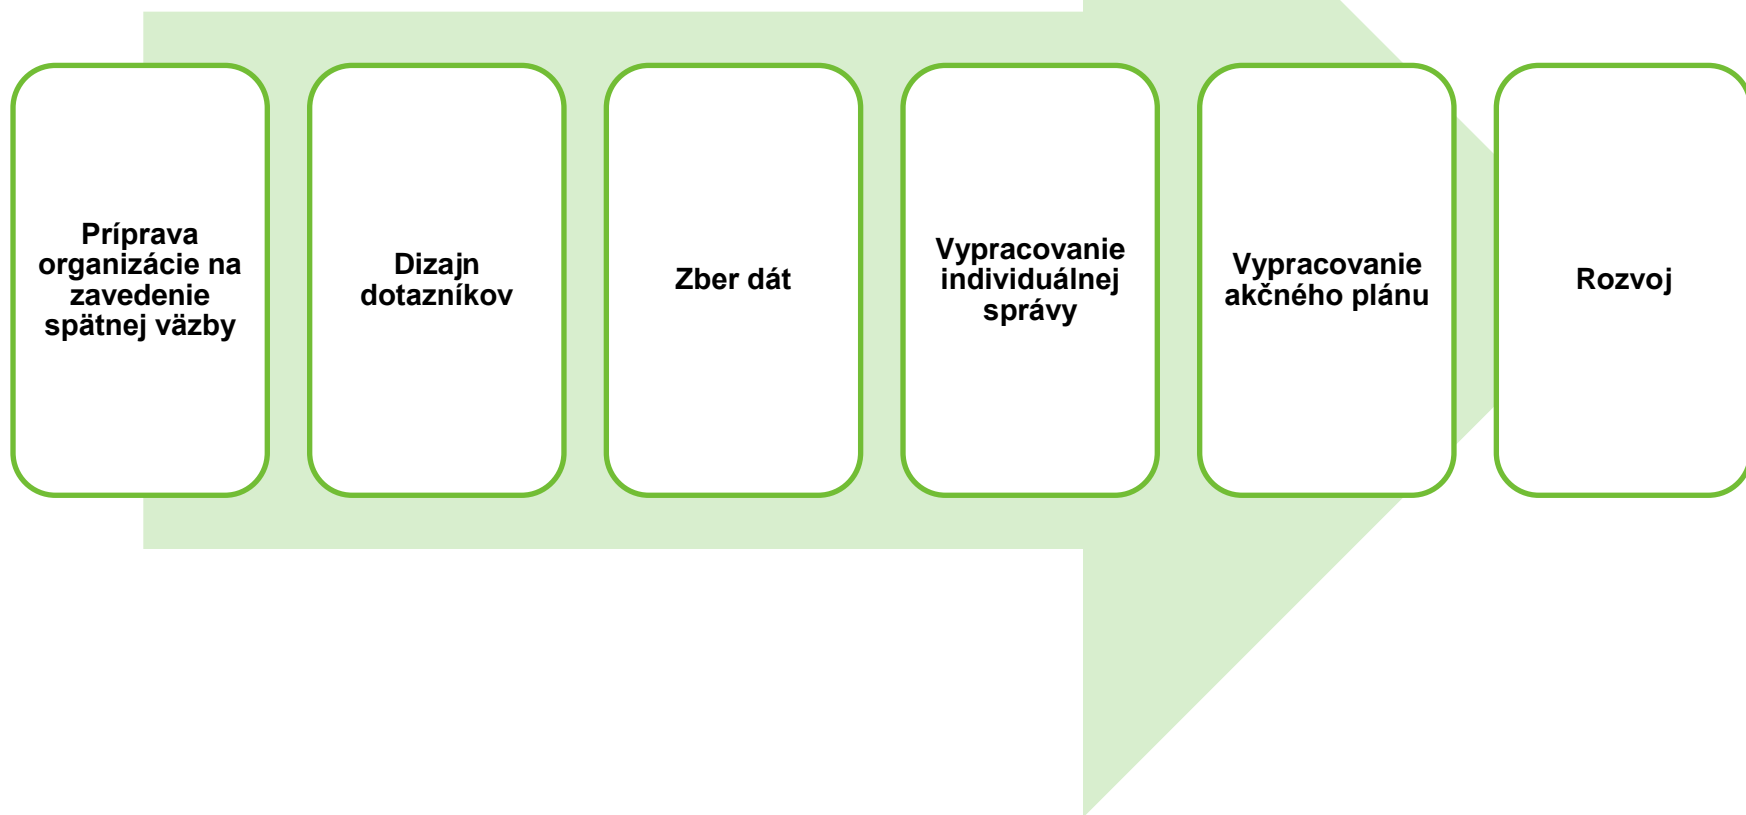 Príprava
organizácie na
zavedenie
spätnej väzby
Dizajn
dotazníkov
Zber dát
Vypracovanie
individuálnej
správy
Vypracovanie
akčného plánu
Rozvoj